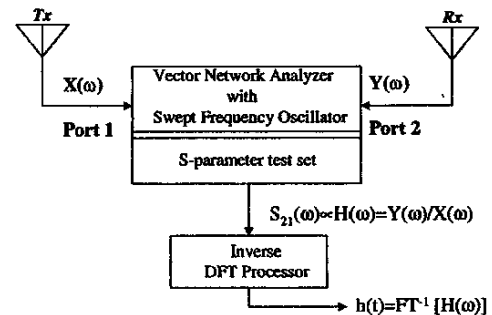 Tx
Rx
X(ω)
Vector Network Analyzer
with
Swept Frequency Oscillator
Y(ω)
Port 1
Port 2
S-parameter test set
S₂₁(ω)∝H(ω)=Y(ω)/X(ω)
Inverse
DFT Processor
h(t)=FT⁻¹ [H(ω)]